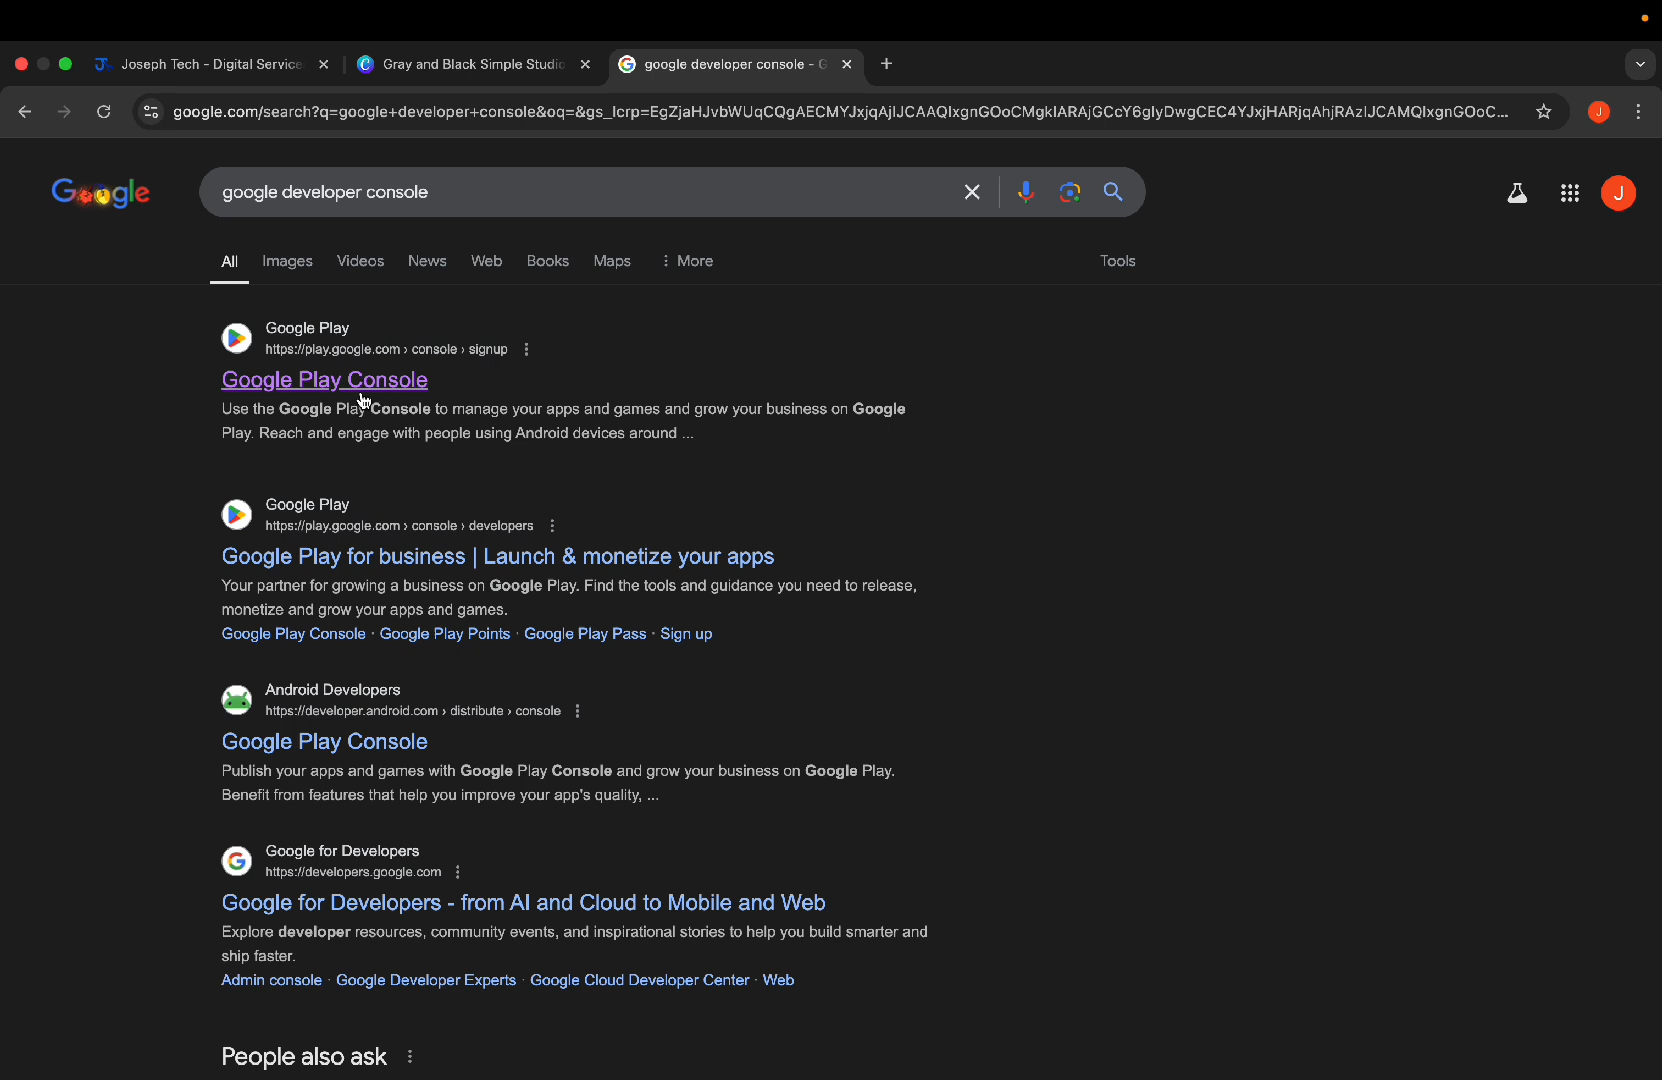 Joseph Tech - Digital Service
Gray and Black Simple Studio
google developer console - G
google.com/search?q=google+developer+console&oq=&gs_lcrp=
Google
google developer console
J
J
All
Images
Videos
News
Web
Books
Maps
More
Tools
Google Play
https://play.google.com › console › signup
Google Play Console
Use the Google Play Console to manage your apps and games and grow your business on Google
Play. Reach and engage with people using Android devices around ...
Google Play
https://play.google.com › console › developers
Google Play for business | Launch & monetize your apps
Your partner for growing a business on Google Play. Find the tools and guidance you need to release,
monetize and grow your apps and games.
Google Play Console · Google Play Points · Google Play Pass · Sign up
Android Developers
https://developer.android.com › distribute › console
Google Play Console
Publish your apps and games with Google Play Console and grow your business on Google Play.
Benefit from features that help you improve your app's quality, ...
Google for Developers
https://developers.google.com
Google for Developers - from AI and Cloud to Mobile and Web
Explore developer resources, community events, and inspirational stories to help you build smarter and
ship faster.
Admin console · Google Developer Experts · Google Cloud Developer Center · Web
People also ask